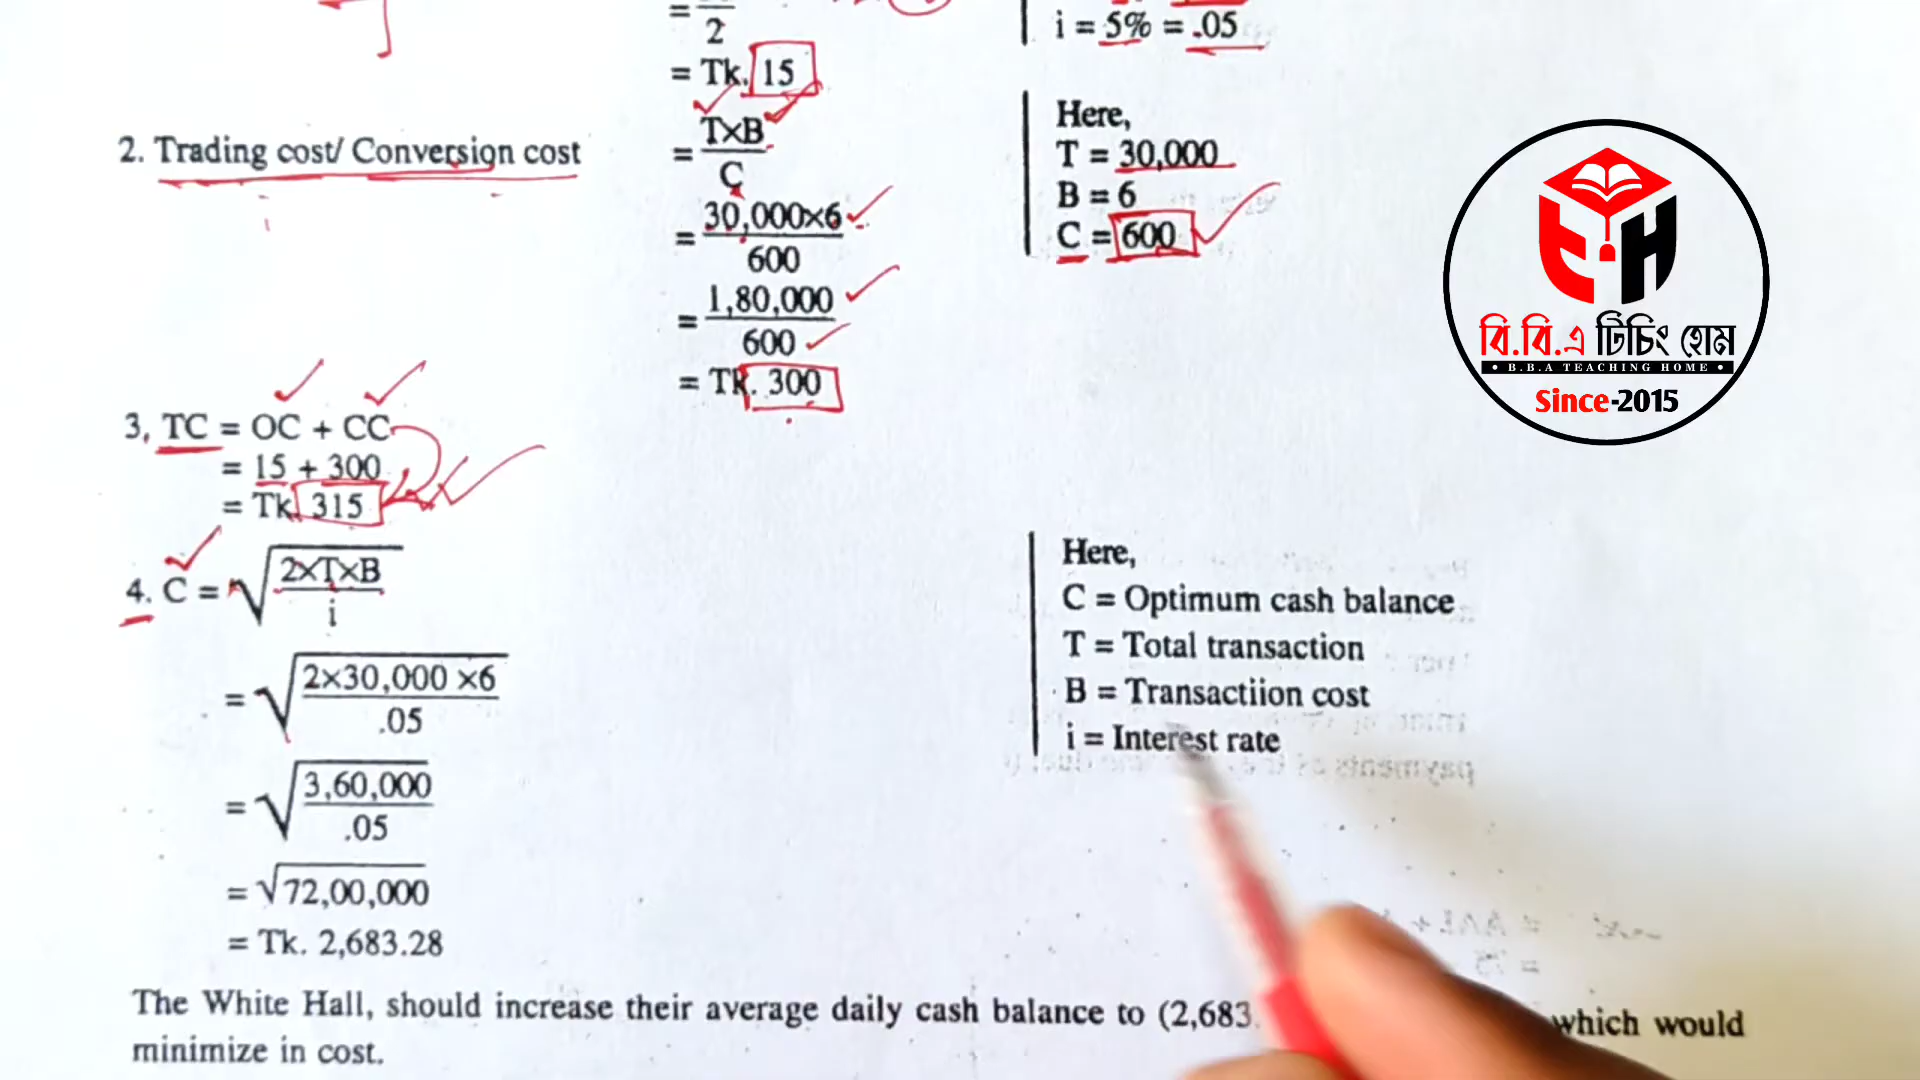 =
2
= Tk. 15
i = 5% = .05
2. Trading cost/ Conversion cost
= T×B
C
= 30,000×6
600
= 1,80,000
600
= Tk. 300
Here,
T = 30,000
B = 6
C = 600
বি.বি.এ টিচিং হোম
• B.B.A TEACHING HOME •
Since-2015
3, TC = OC + CC
= 15 + 300
= Tk. 315
4. C = √2×T×B
i
= √2×30,000 ×6
.05
= √3,60,000
.05
= √72,00,000
= Tk. 2,683.28
Here,
C = Optimum cash balance
T = Total transaction
B = Transactiion cost
i = Interest rate
The White Hall, should increase their average daily cash balance to (2,683. which would
minimize in cost.